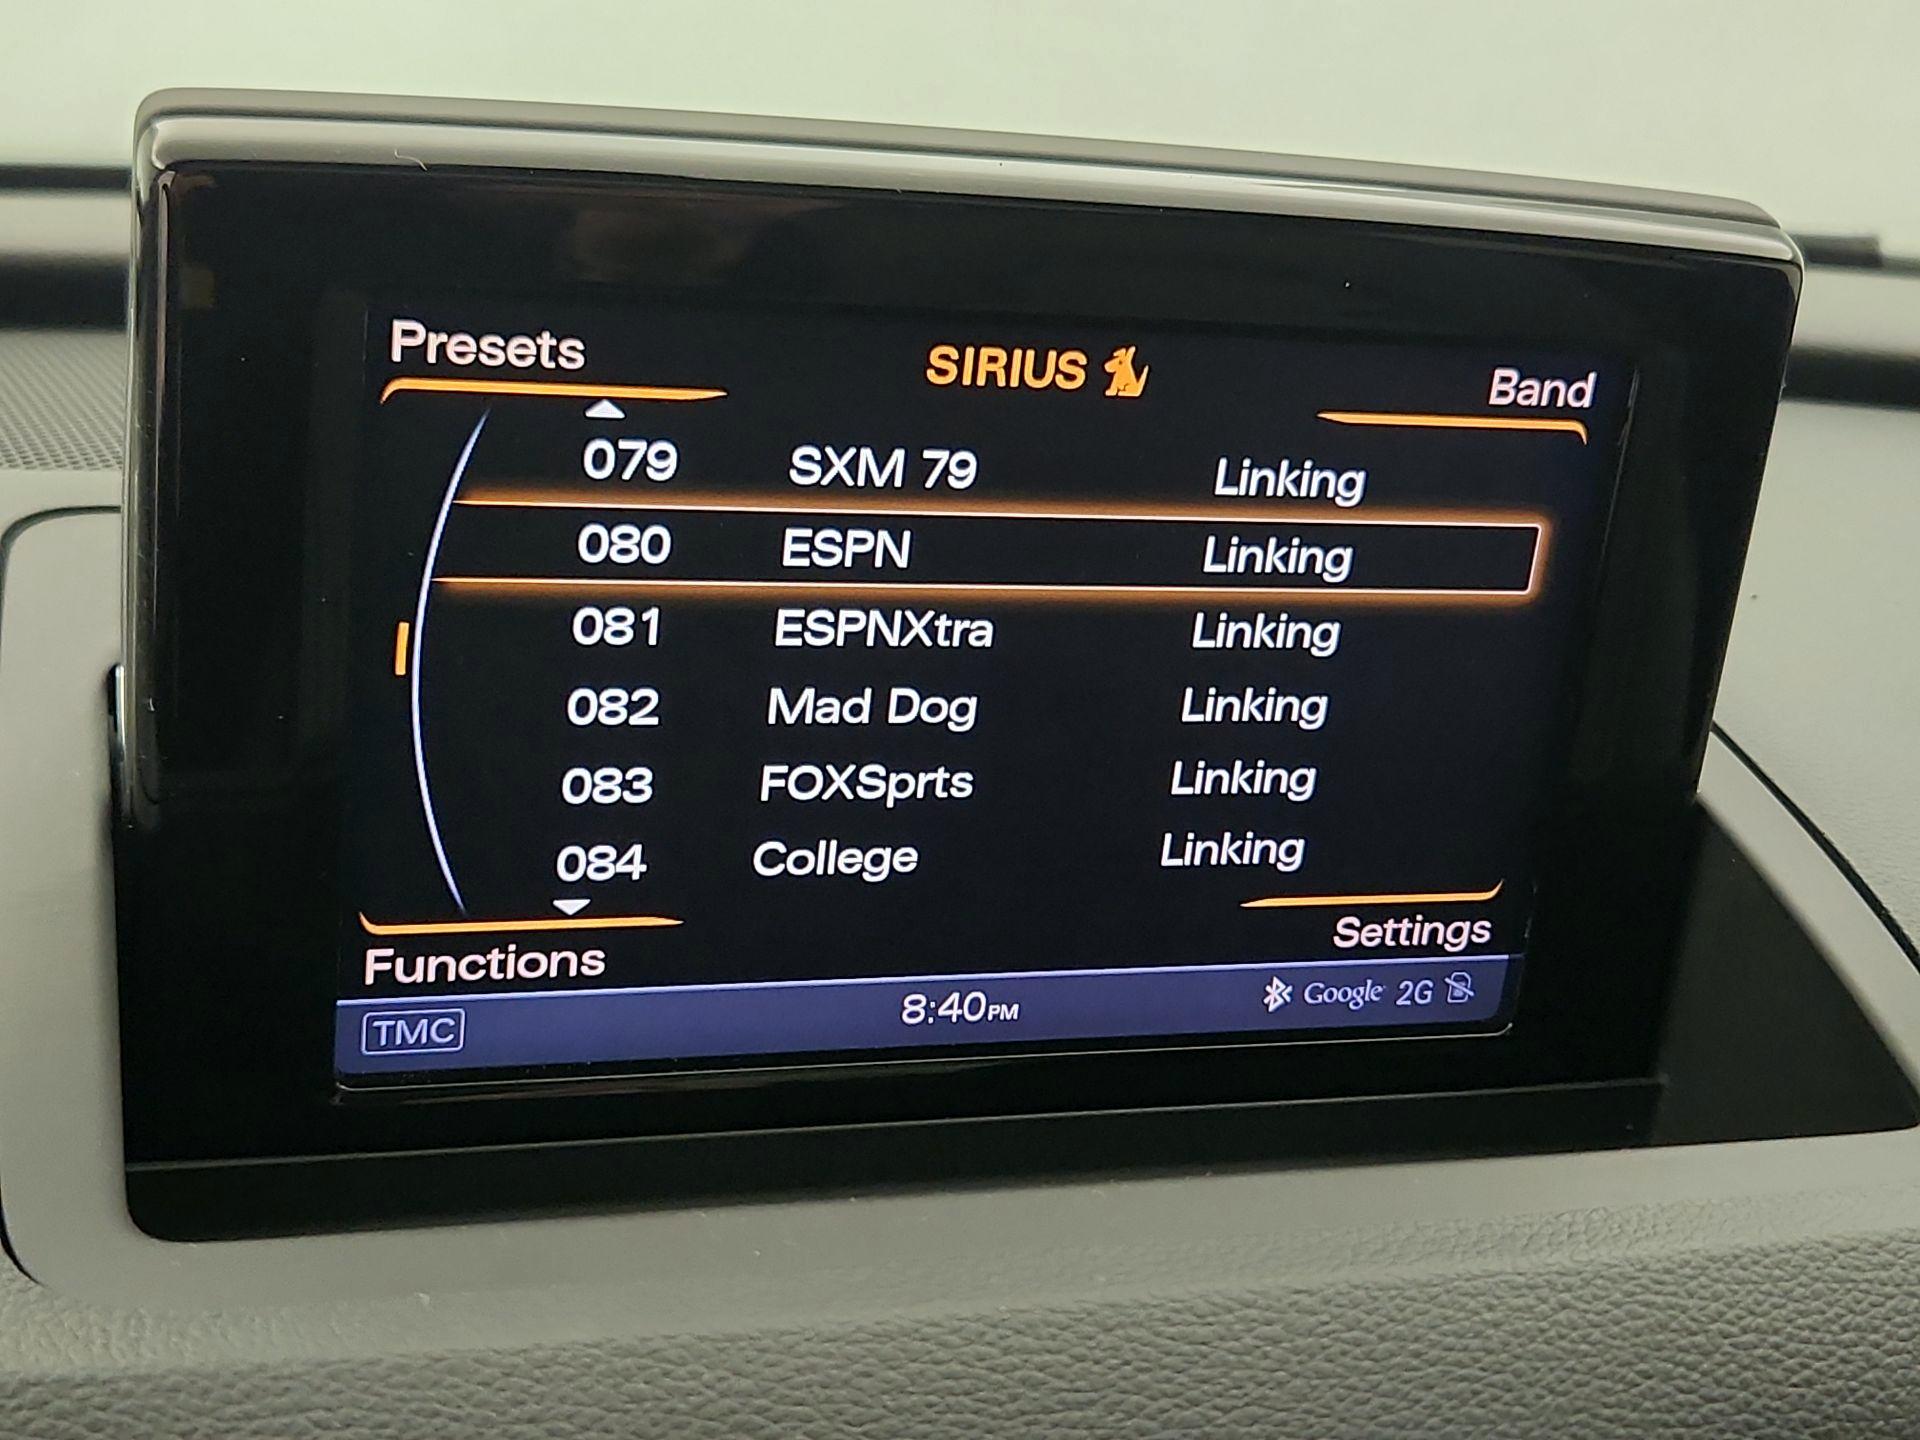 Presets
SIRIUS
Band
079 SXM 79 Linking
080 ESPN Linking
081 ESPNXtra Linking
082 Mad Dog Linking
083 FOXSprts Linking
084 College Linking
Functions
Settings
TMC
8:40PM
Google 2G